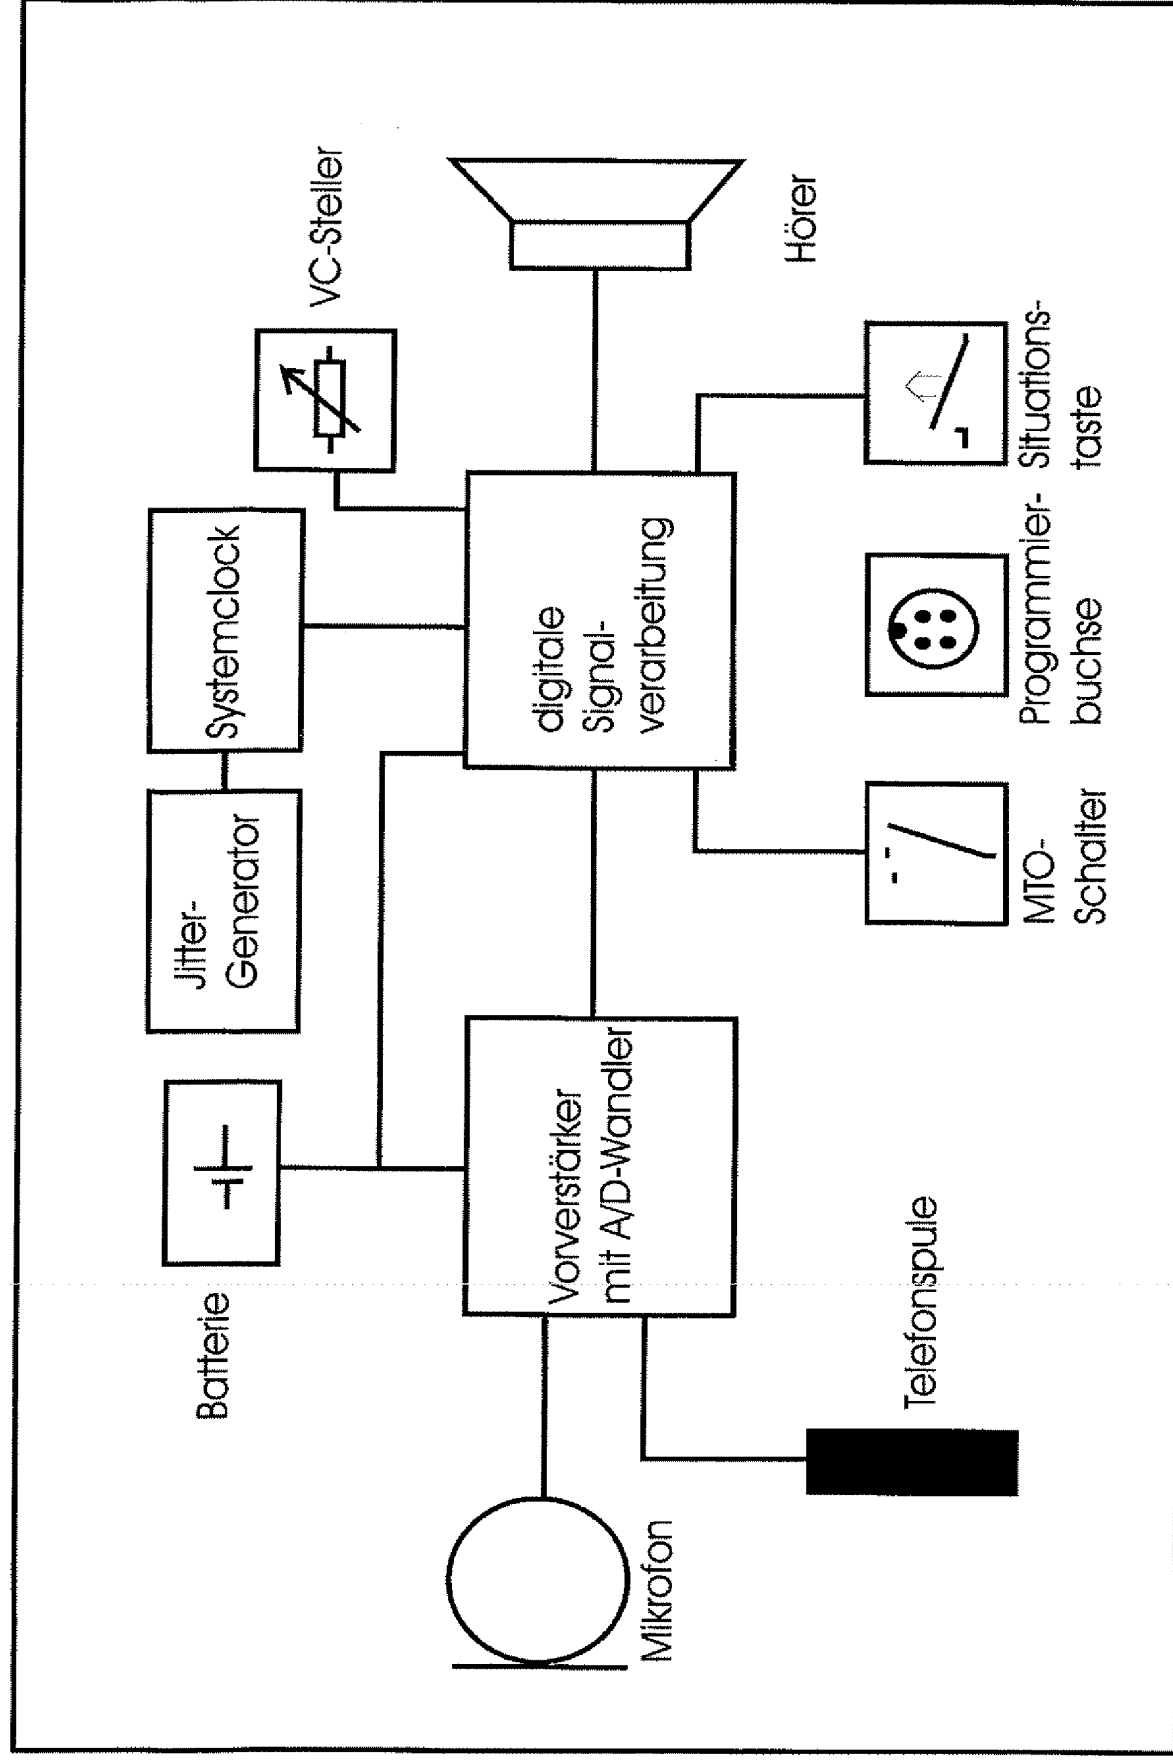 Batterie
Jitter-
Generator
Systemclock
VC-Steller
Mikrofon
Vorverstärker
mit A/D-Wandler
digitale
Signal-
verarbeitung
Hörer
Telefonspule
MTO-
Schalter
Programmier-
buchse
Situations-
taste